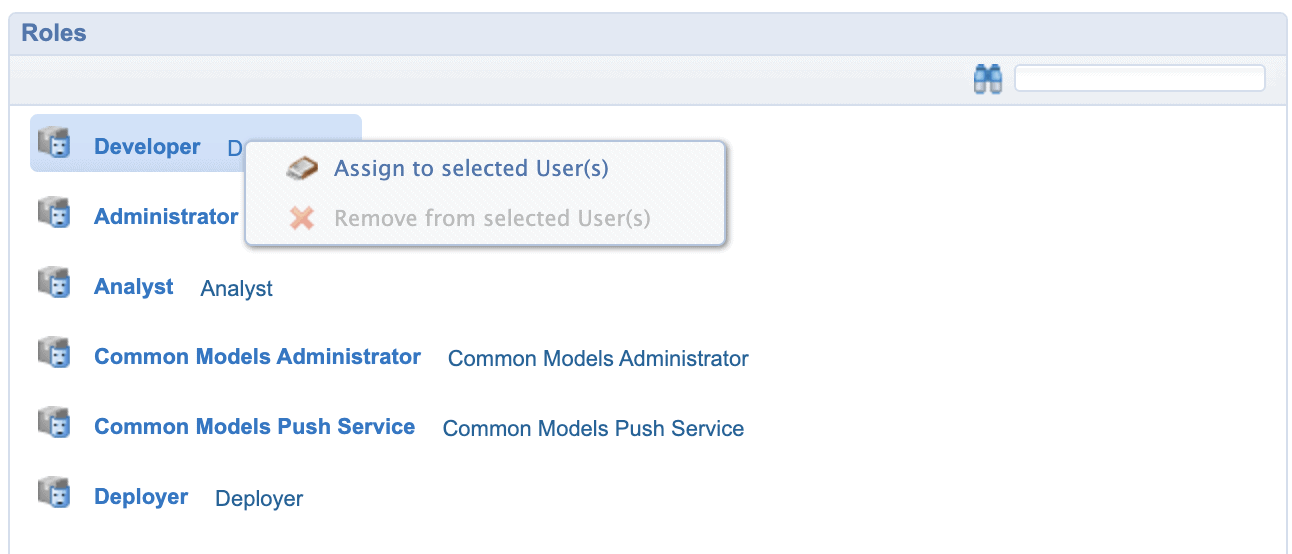 Roles
Developer D
Assign to selected User(s)
Administrator
Remove from selected User(s)
Analyst Analyst
Common Models Administrator Common Models Administrator
Common Models Push Service Common Models Push Service
Deployer Deployer